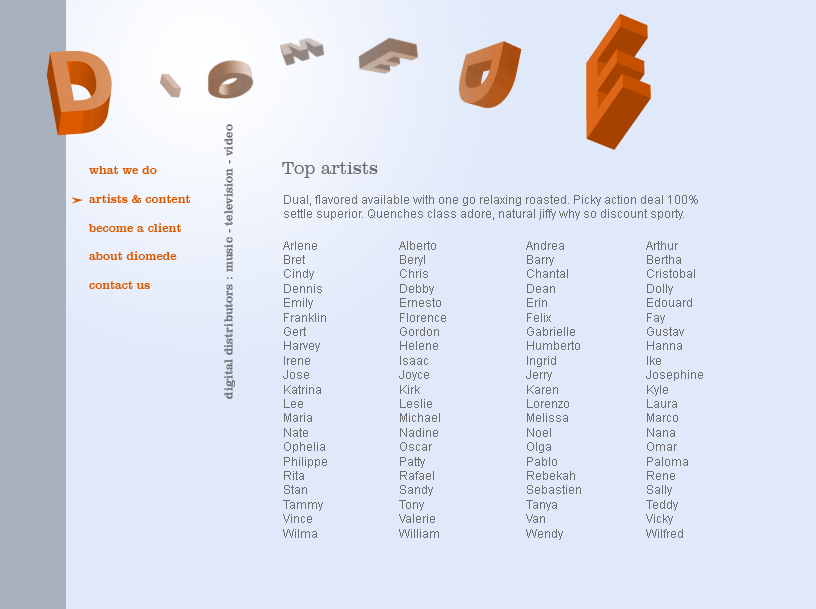 DIOMEDE
what we do
artists & content
become a client
about diomede
contact us
digital distributors : music - television - video
Top artists
Dual, flavored available with one go relaxing roasted. Picky action deal 100%
settle superior. Quenches class adore, natural jiffy why so discount sporty.
Arlene Alberto Andrea Arthur
Bret Beryl Barry Bertha
Cindy Chris Chantal Cristobal
Dennis Debby Dean Dolly
Emily Ernesto Erin Edouard
Franklin Florence Felix Fay
Gert Gordon Gabrielle Gustav
Harvey Helene Humberto Hanna
Irene Isaac Ingrid Ike
Jose Joyce Jerry Josephine
Katrina Kirk Karen Kyle
Lee Leslie Lorenzo Laura
Maria Michael Melissa Marco
Nate Nadine Noel Nana
Ophelia Oscar Olga Omar
Philippe Patty Pablo Paloma
Rita Rafael Rebekah Rene
Stan Sandy Sebastien Sally
Tammy Tony Tanya Teddy
Vince Valerie Van Vicky
Wilma William Wendy Wilfred